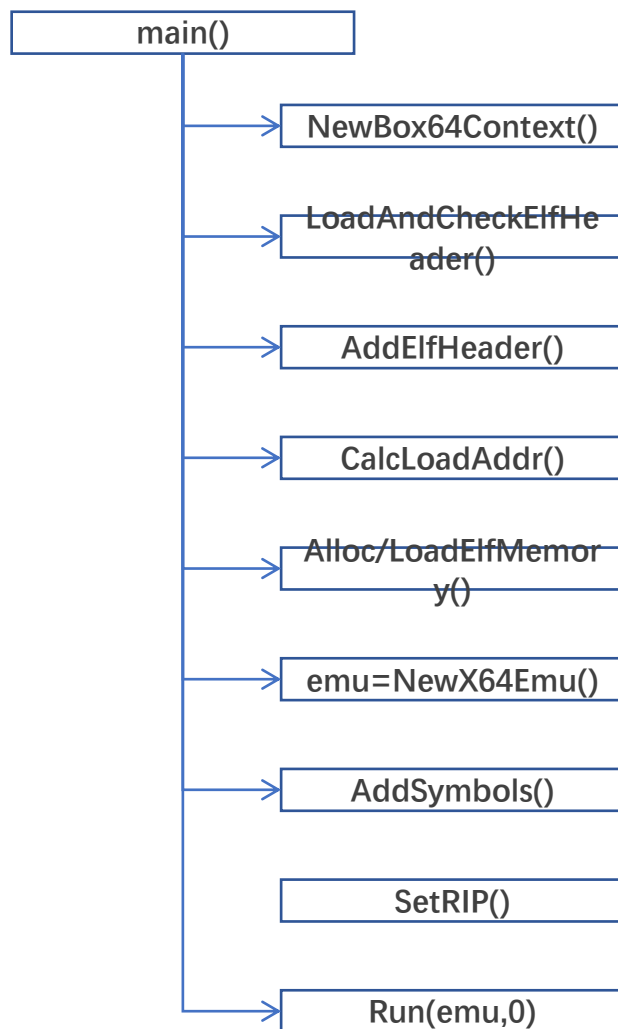 main()
NewBox64Context()
LoadAndCheckElfHe
ader()
AddElfHeader()
CalcLoadAddr()
Alloc/LoadElfMemor
y()
emu=NewX64Emu()
AddSymbols()
SetRIP()
Run(emu,0)